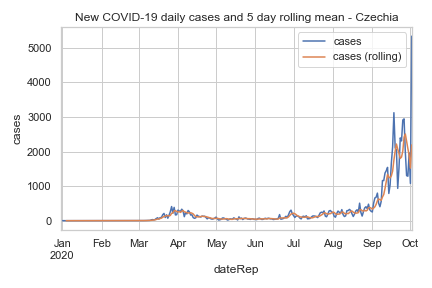 New COVID-19 daily cases and 5 day rolling mean - Czechia
cases
cases (rolling)
5000
4000
3000
2000
1000
0
cases
Jan Feb Mar Apr May Jun Jul Aug Sep Oct
2020
dateRep